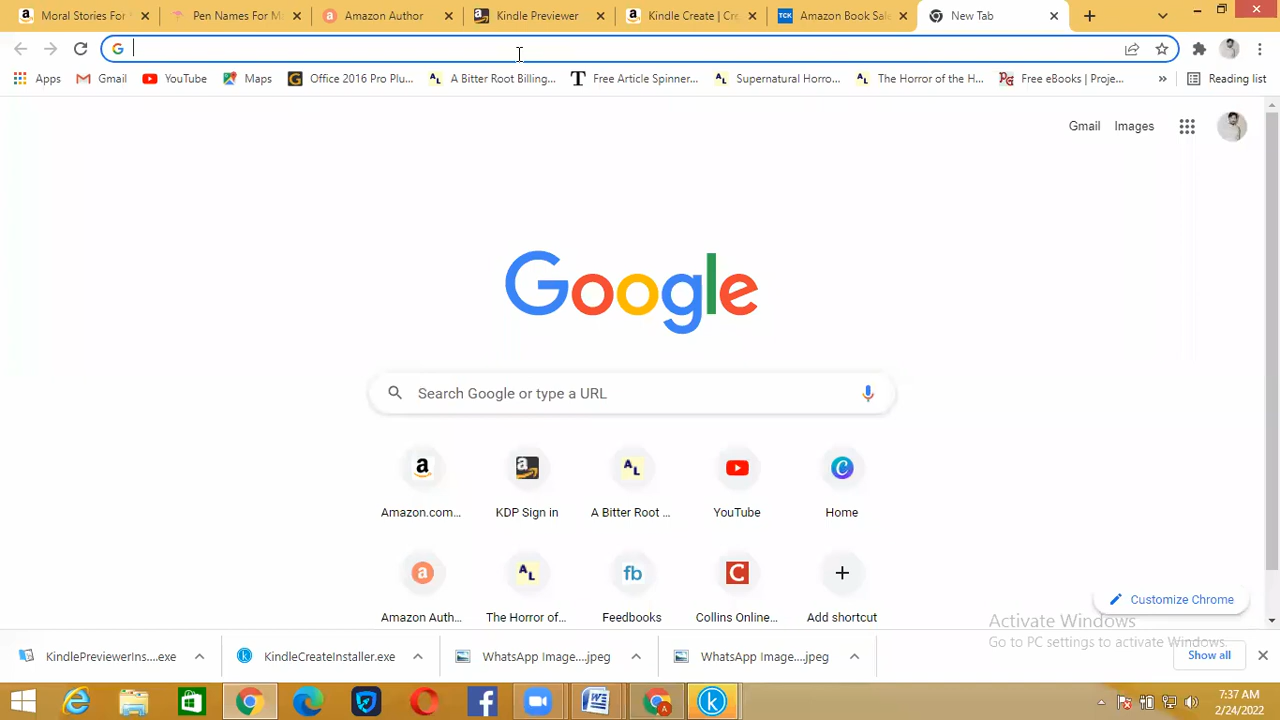 Moral Stories For
Pen Names For M
Amazon Author
Kindle Previewer
Kindle Create | Cre
TCK
Amazon Book Sale
New Tab
Apps
Gmail
YouTube
Maps
Office 2016 Pro Plu...
A Bitter Root Billing...
Free Article Spinner...
Supernatural Horro...
The Horror of the H...
Free eBooks | Proje...
»
Reading list
Gmail
Images
Google
Search Google or type a URL
Amazon.com...
KDP Sign in
A Bitter Root ...
YouTube
Home
Amazon Auth...
The Horror of...
Feedbooks
Collins Online...
Add shortcut
Customize Chrome
Activate Windows
Go to PC settings to activate Windows.
KindlePreviewerIns....exe
KindleCreateInstaller.exe
WhatsApp Image....jpeg
WhatsApp Image....jpeg
Show all
7:37 AM
2/24/2022